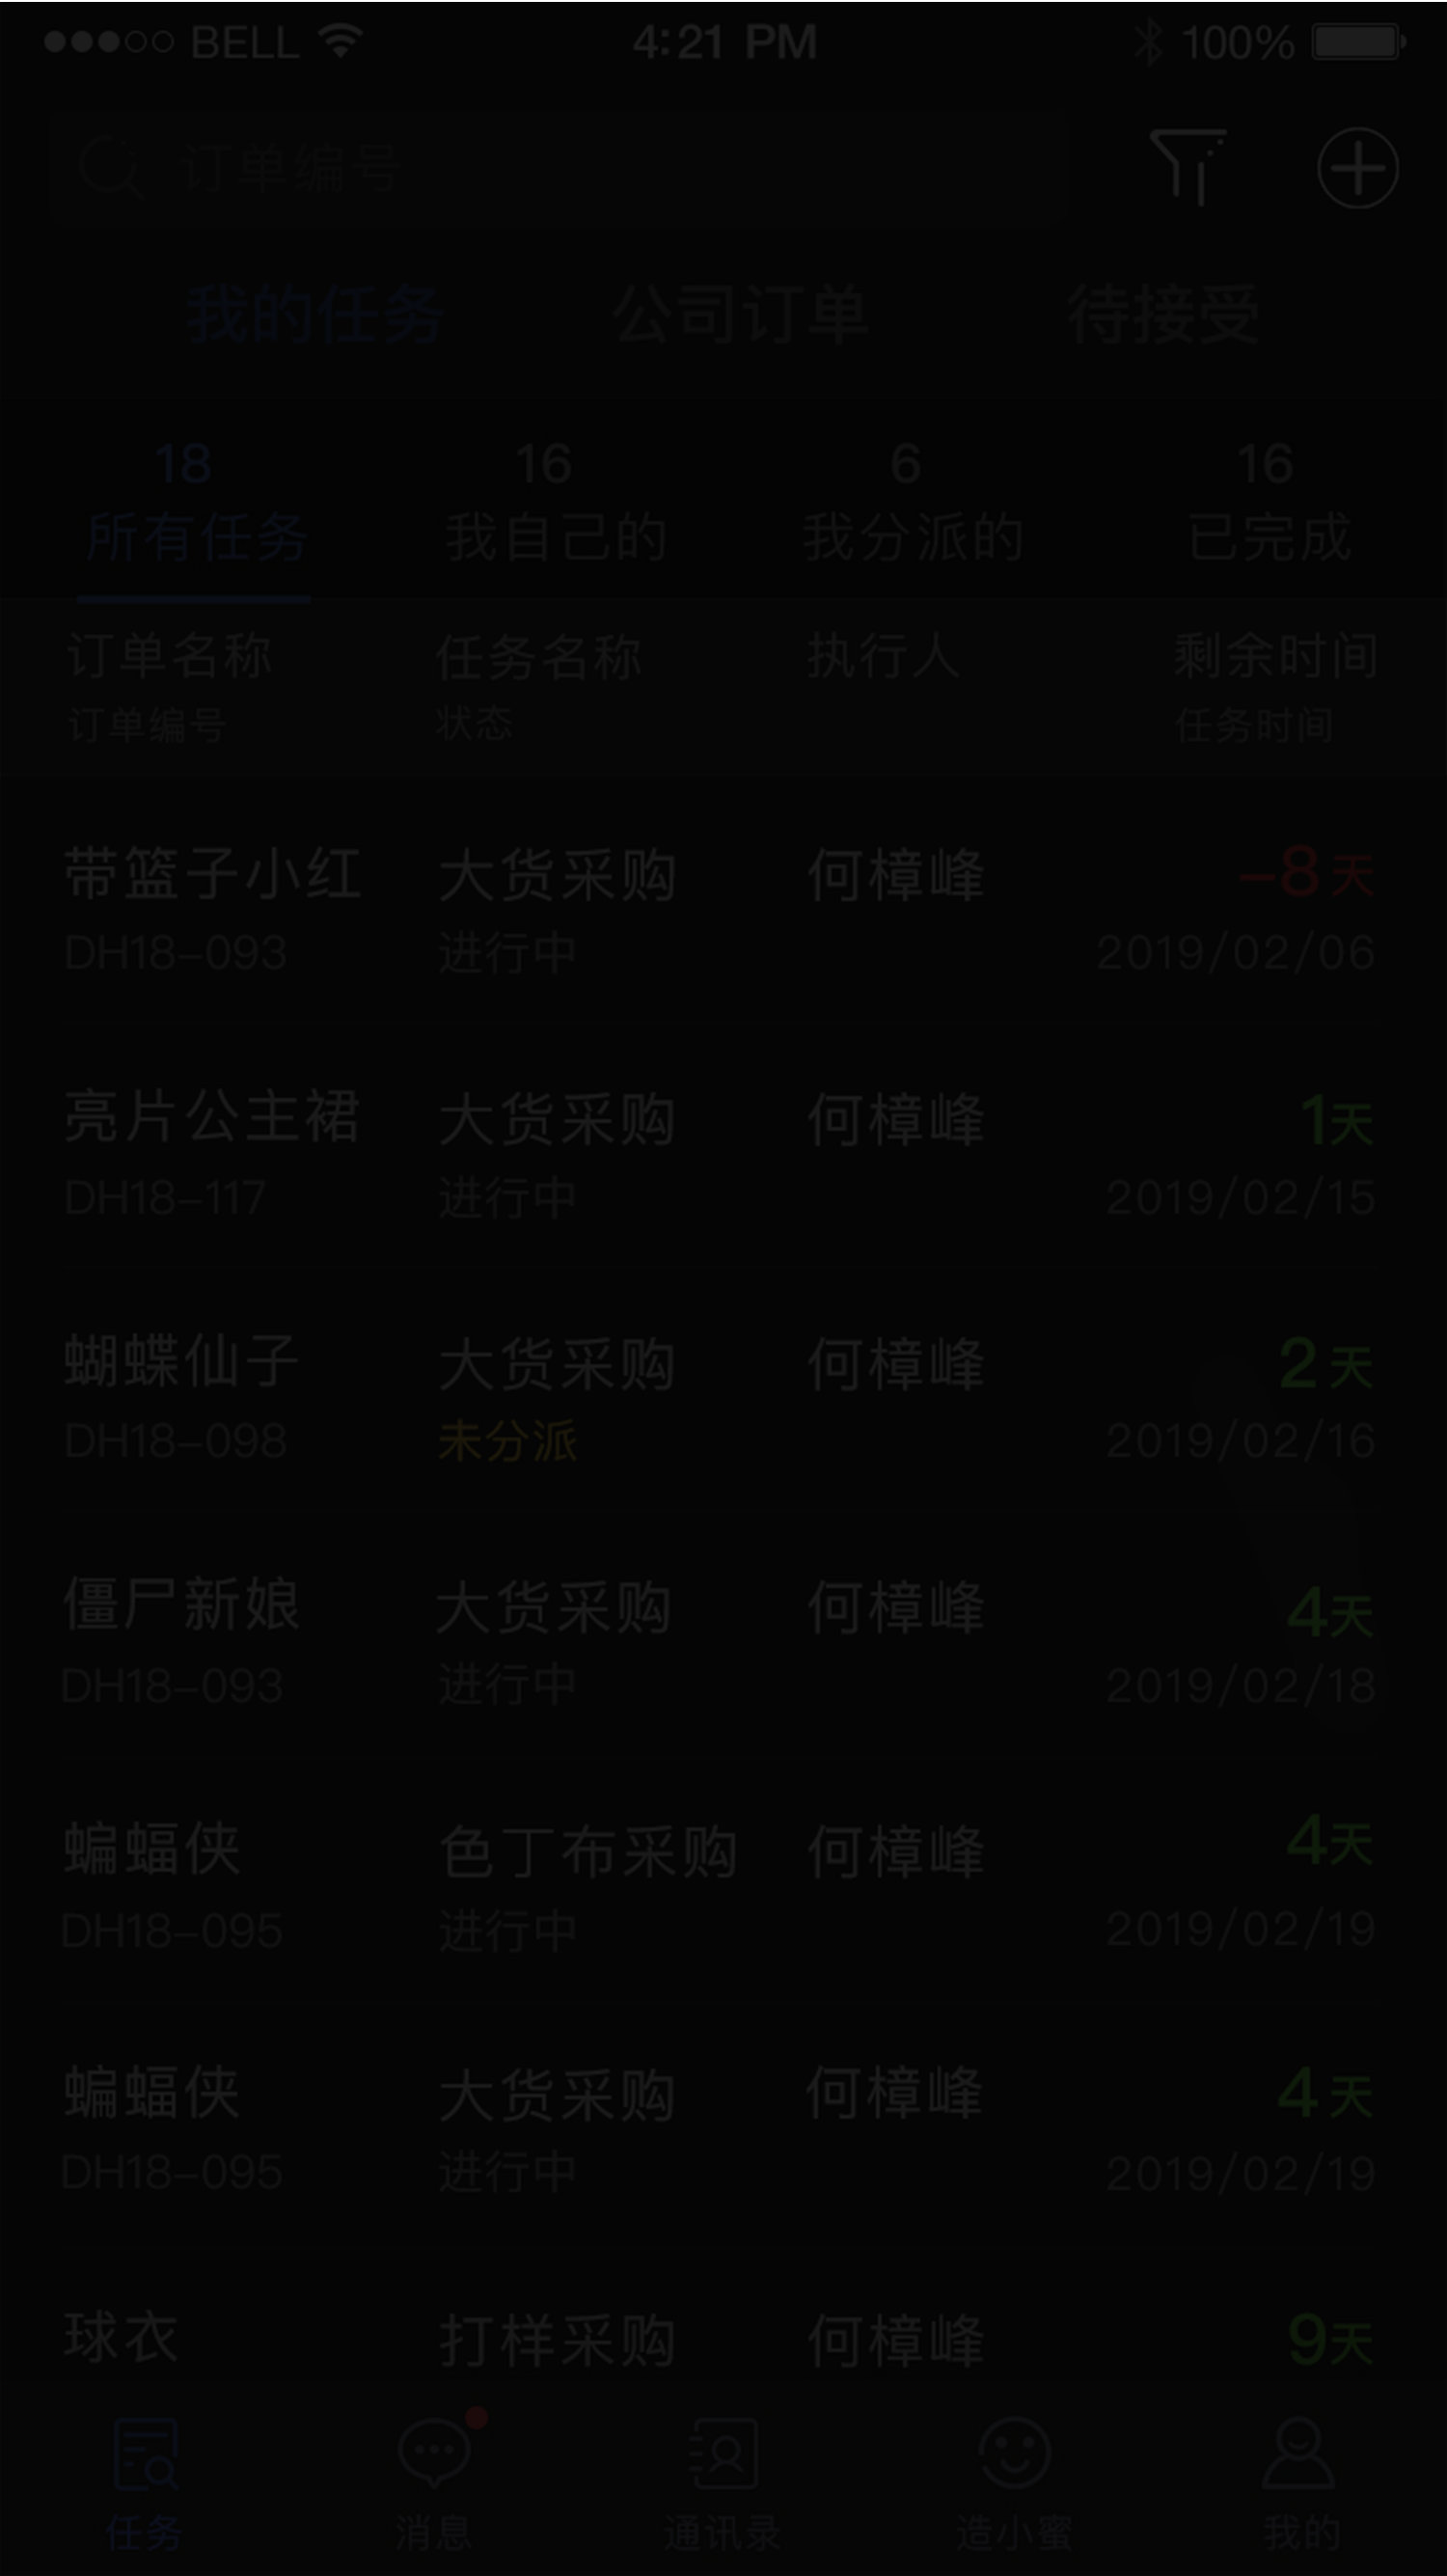 BELL 4:21 PM 100%
订单编号
我的任务 公司订单 待接受
18 16 6 16
所有任务 我自己的 我分派的 已完成
订单名称 任务名称 执行人 剩余时间
订单编号 状态 任务时间
带篮子小红 大货采购 何樟峰 -8天
DH18-093 进行中 2019/02/06
亮片公主裙 大货采购 何樟峰 1天
DH18-117 进行中 2019/02/15
蝴蝶仙子 大货采购 何樟峰 2天
DH18-098 未分派 2019/02/16
僵尸新娘 大货采购 何樟峰 4天
DH18-093 进行中 2019/02/18
蝙蝠侠 色丁布采购 何樟峰 4天
DH18-095 进行中 2019/02/19
蝙蝠侠 大货采购 何樟峰 4天
DH18-095 进行中 2019/02/19
球衣 打样采购 何樟峰 9天
任务 消息 通讯录 造小蜜 我的